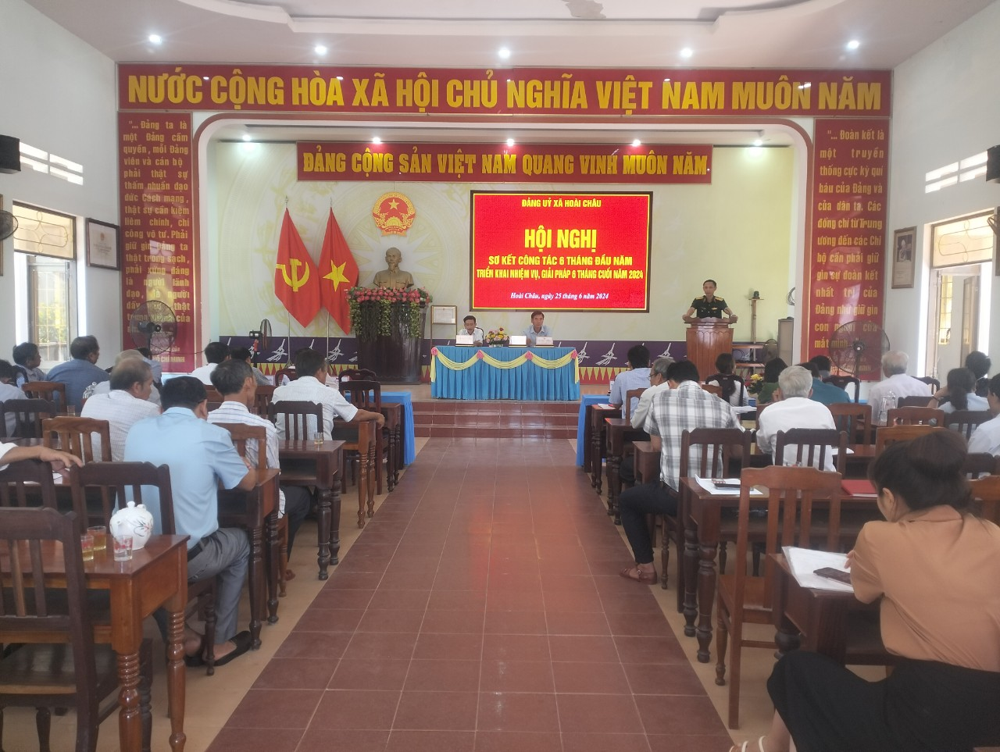 NƯỚC CỘNG HÒA XÃ HỘI CHỦ NGHĨA VIỆT NAM MUÔN NĂM
"... Đảng ta là
một Đảng cầm
quyền, mỗi Đảng
viên và cán bộ
phải thật sự
thấm nhuần đạo
đức Cách mạng,
thật sự cần kiệm
liêm chính, chí
công vô tư. Phải
giữ gìn Đảng ta
thật trong sạch,
phải xứng đáng
là người lãnh
đạo, là người
đầy tớ thật
trung
của
HỒ CHÍ MINH
ĐẢNG CỘNG SẢN VIỆT NAM QUANG VINH MUÔN NĂM
ĐẢNG UỶ XÃ HOÀI CHÂU
HỘI NGHỊ
SƠ KẾT CÔNG TÁC 6 THÁNG ĐẦU NĂM
TRIỂN KHAI NHIỆM VỤ, GIẢI PHÁP 6 THÁNG CUỐI NĂM 2024
Hoài Châu, ngày 25 tháng 6 năm 2024
"... Đoàn kết là
một truyền
thống cực kỳ quí
báu của Đảng và
của dân ta. Các
đồng chí từ Trung
ương đến các Chi
bộ cần phải giữ
gìn sự đoàn kết
nhất trí của
Đảng như giữ gìn
con
mắt mình